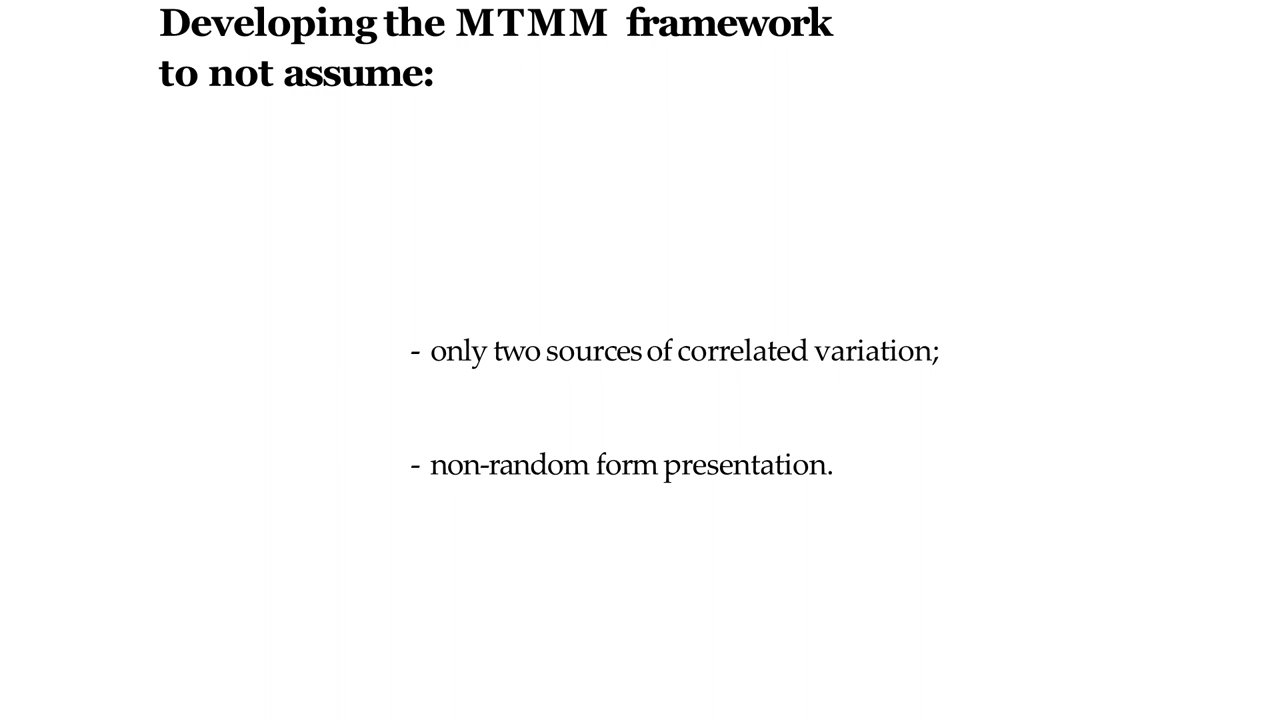 Developing the MTMM framework
to not assume:
- only two sources of correlated variation;
- non-random form presentation.